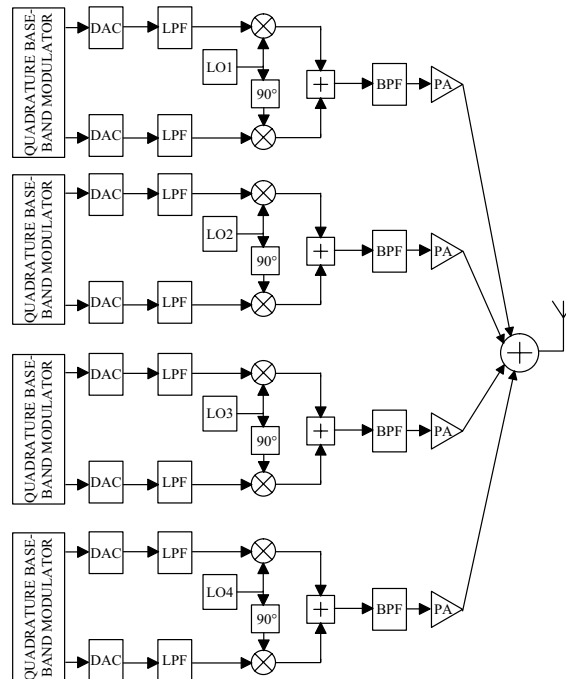 QUADRATURE BASE-
BAND MODULATOR
DAC
LPF
LO1
90°
+
BPF
PA
DAC
LPF
QUADRATURE BASE-
BAND MODULATOR
DAC
LPF
LO2
90°
+
BPF
PA
DAC
LPF
+
QUADRATURE BASE-
BAND MODULATOR
DAC
LPF
LO3
90°
+
BPF
PA
DAC
LPF
QUADRATURE BASE-
BAND MODULATOR
DAC
LPF
LO4
90°
+
BPF
PA
DAC
LPF